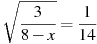 √(3/(8−x)) = 1/14